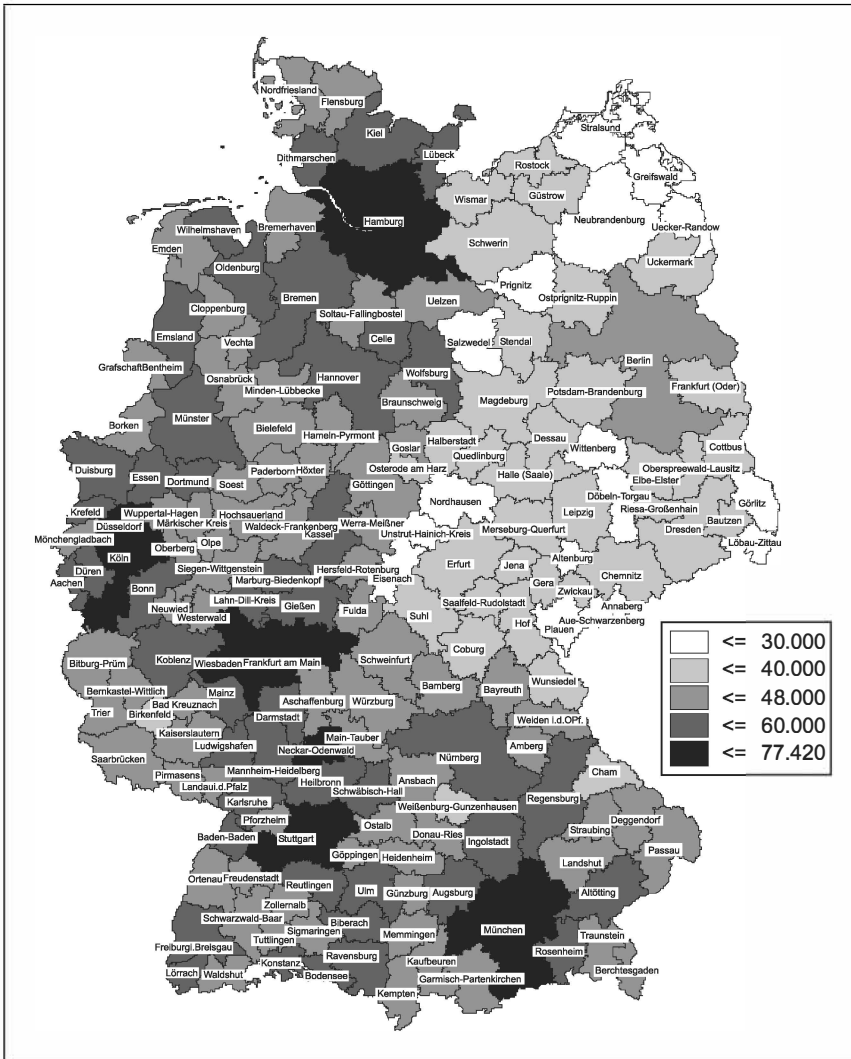 Nordfriesland
Flensburg
Stralsund
Kiel
Dithmarschen
Lübeck
Rostock
Greifswald
Wismar
Güstrow
Hamburg
Neubrandenburg
Bremerhaven
Uecker-Randow
Wilhelmshaven
Emden
Schwerin
Uckermark
Oldenburg
Prignitz
Bremen
Uelzen
Ostprignitz-Ruppin
Cloppenburg
Soltau-Fallingbostel
Emsland
Celle
Salzwedel
Stendal
Vechta
Berlin
GrafschaftBentheim
Osnabrück
Hannover
Wolfsburg
Minden-Lübbecke
Potsdam-Brandenburg
Frankfurt (Oder)
Braunschweig
Magdeburg
Münster
Borken
Bielefeld
Hameln-Pyrmont
Goslar
Halberstadt
Dessau
Wittenberg
Cottbus
Quedlinburg
Duisburg
Essen
Dortmund
Soest
Paderborn
Höxter
Osterode am Harz
Halle (Saale)
Oberspreewald-Lausitz
Elbe-Elster
Göttingen
Nordhausen
Döbeln-Torgau
Görlitz
Krefeld
Wuppertal-Hagen
Hochsauerland
Leipzig
Riesa-Großenhain
Bautzen
Düsseldorf
Märkischer Kreis
Waldeck-Frankenberg
Werra-Meißner
Kassel
Unstrut-Hainich-Kreis
Merseburg-Querfurt
Dresden
Mönchengladbach
Oberberg
Olpe
Löbau-Zittau
Köln
Altenburg
Düren
Siegen-Wittgenstein
Hersfeld-Rotenburg
Erfurt
Jena
Chemnitz
Aachen
Marburg-Biedenkopf
Eisenach
Gera
Bonn
Zwickau
Lahn-Dill-Kreis
Saalfeld-Rudolstadt
Annaberg
Neuwied
Gießen
Fulda
Westerwald
Suhl
Hof
Aue-Schwarzenberg
Plauen
<= 30.000
Coburg
Bitburg-Prüm
Koblenz
Wiesbaden
Frankfurt am Main
Schweinfurt
<= 40.000
Wunsiedel
Bamberg
Bayreuth
Bernkastel-Wittlich
Mainz
<= 48.000
Bad Kreuznach
Aschaffenburg
Würzburg
Trier
Birkenfeld
Darmstadt
Weiden i.d.OPf.
<= 60.000
Kaiserslautern
Main-Tauber
Ludwigshafen
Neckar-Odenwald
Amberg
<= 77.420
Saarbrücken
Nürnberg
Pirmasens
Mannheim-Heidelberg
Cham
Landaui.d.Pfalz
Heilbronn
Ansbach
Schwäbisch-Hall
Regensburg
Karlsruhe
Weißenburg-Gunzenhausen
Pforzheim
Ostalb
Deggendorf
Baden-Baden
Stuttgart
Donau-Ries
Straubing
Ingolstadt
Göppingen
Heidenheim
Passau
Landshut
Ortenau
Freudenstadt
Reutlingen
Ulm
Günzburg
Augsburg
Altötting
Zollernalb
Schwarzwald-Baar
Biberach
Sigmaringen
Memmingen
München
Tuttlingen
Traunstein
Freiburgi.Breisgau
Ravensburg
Rosenheim
Konstanz
Kaufbeuren
Lörrach
Waldshut
Bodensee
Garmisch-Partenkirchen
Berchtesgaden
Kempten